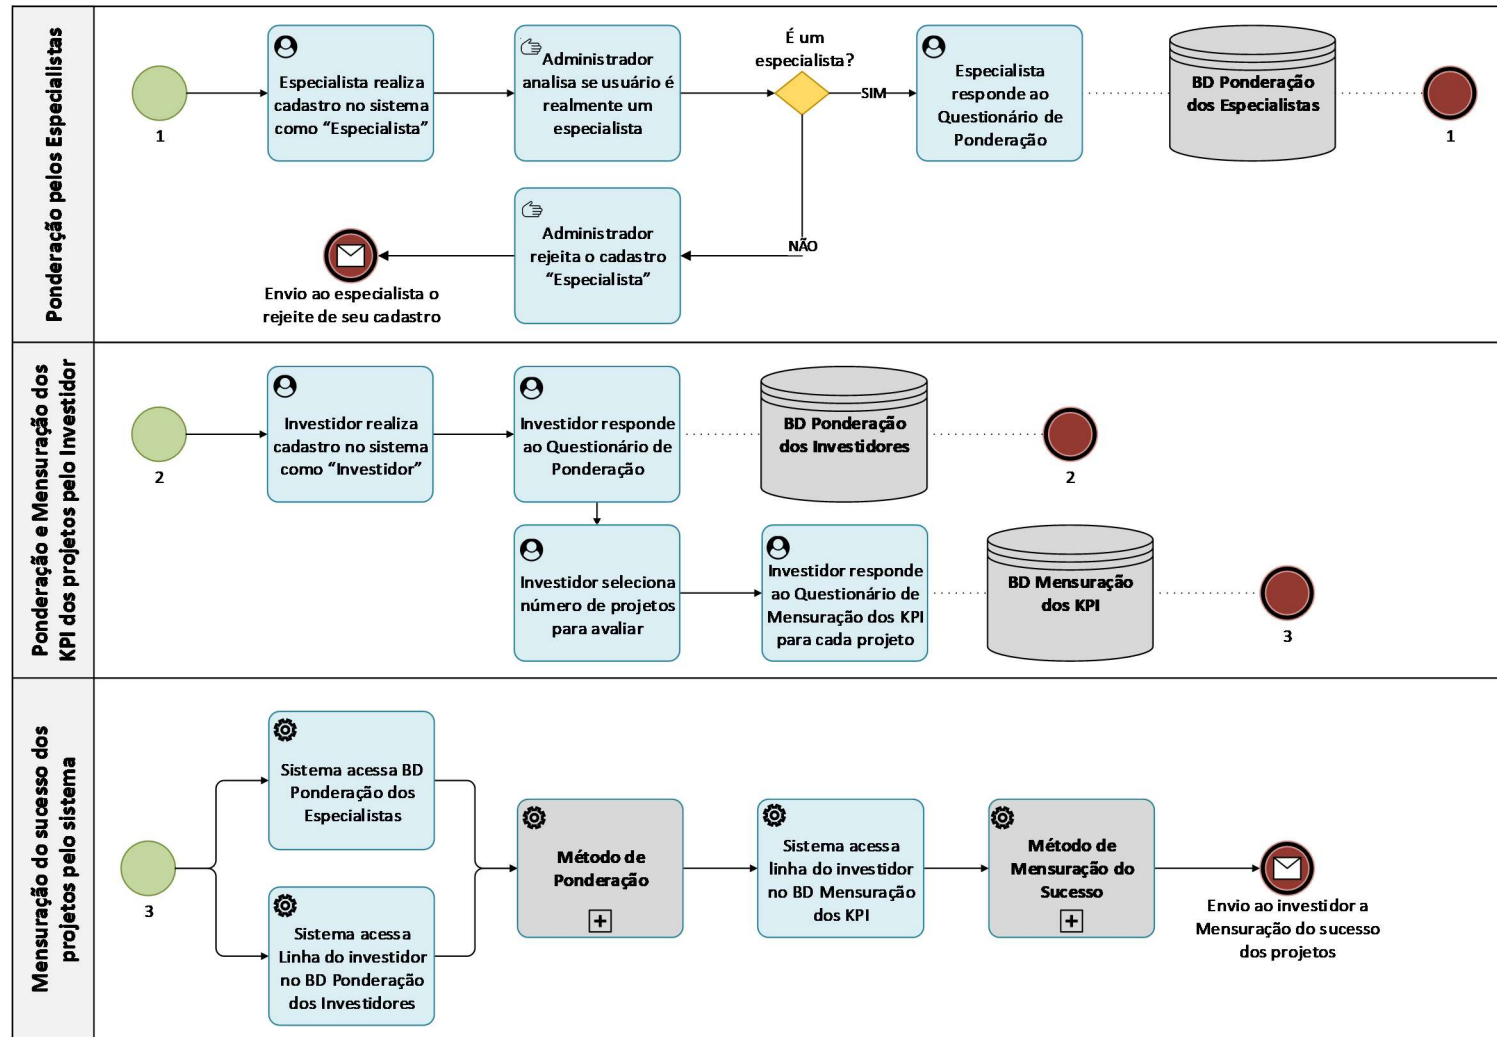 Ponderação pelos Especialistas
1
Especialista realiza
cadastro no sistema
como “Especialista”
Administrador
analisa se usuário é
realmente um
especialista
É um
especialista?
SIM
NÃO
Especialista
responde ao
Questionário de
Ponderação
BD Ponderação
dos Especialistas
1
Administrador
rejeita o cadastro
“Especialista”
Envio ao especialista o
rejeite de seu cadastro
Ponderação e Mensuração dos
KPI dos projetos pelo Investidor
2
Investidor realiza
cadastro no sistema
como “Investidor”
Investidor responde
ao Questionário de
Ponderação
BD Ponderação
dos Investidores
2
Investidor seleciona
número de projetos
para avaliar
Investidor responde
ao Questionário de
Mensuração dos KPI
para cada projeto
BD Mensuração
dos KPI
3
Mensuração do sucesso dos
projetos pelo sistema
3
Sistema acessa BD
Ponderação dos
Especialistas
Sistema acessa
Linha do investidor
no BD Ponderação
dos Investidores
Método de
Ponderação
Sistema acessa
linha do investidor
no BD Mensuração
dos KPI
Método de
Mensuração do
Sucesso
Envio ao investidor a
Mensuração do sucesso
dos projetos